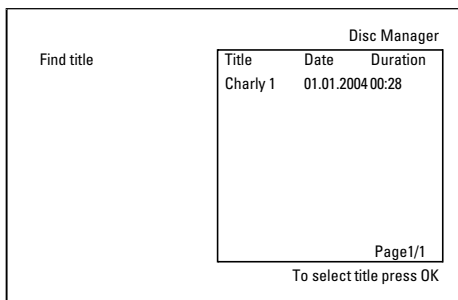 Disc Manager
Find title
Title Date Duration
Charly 1 01.01.2004 00:28
Page1/1
To select title press OK